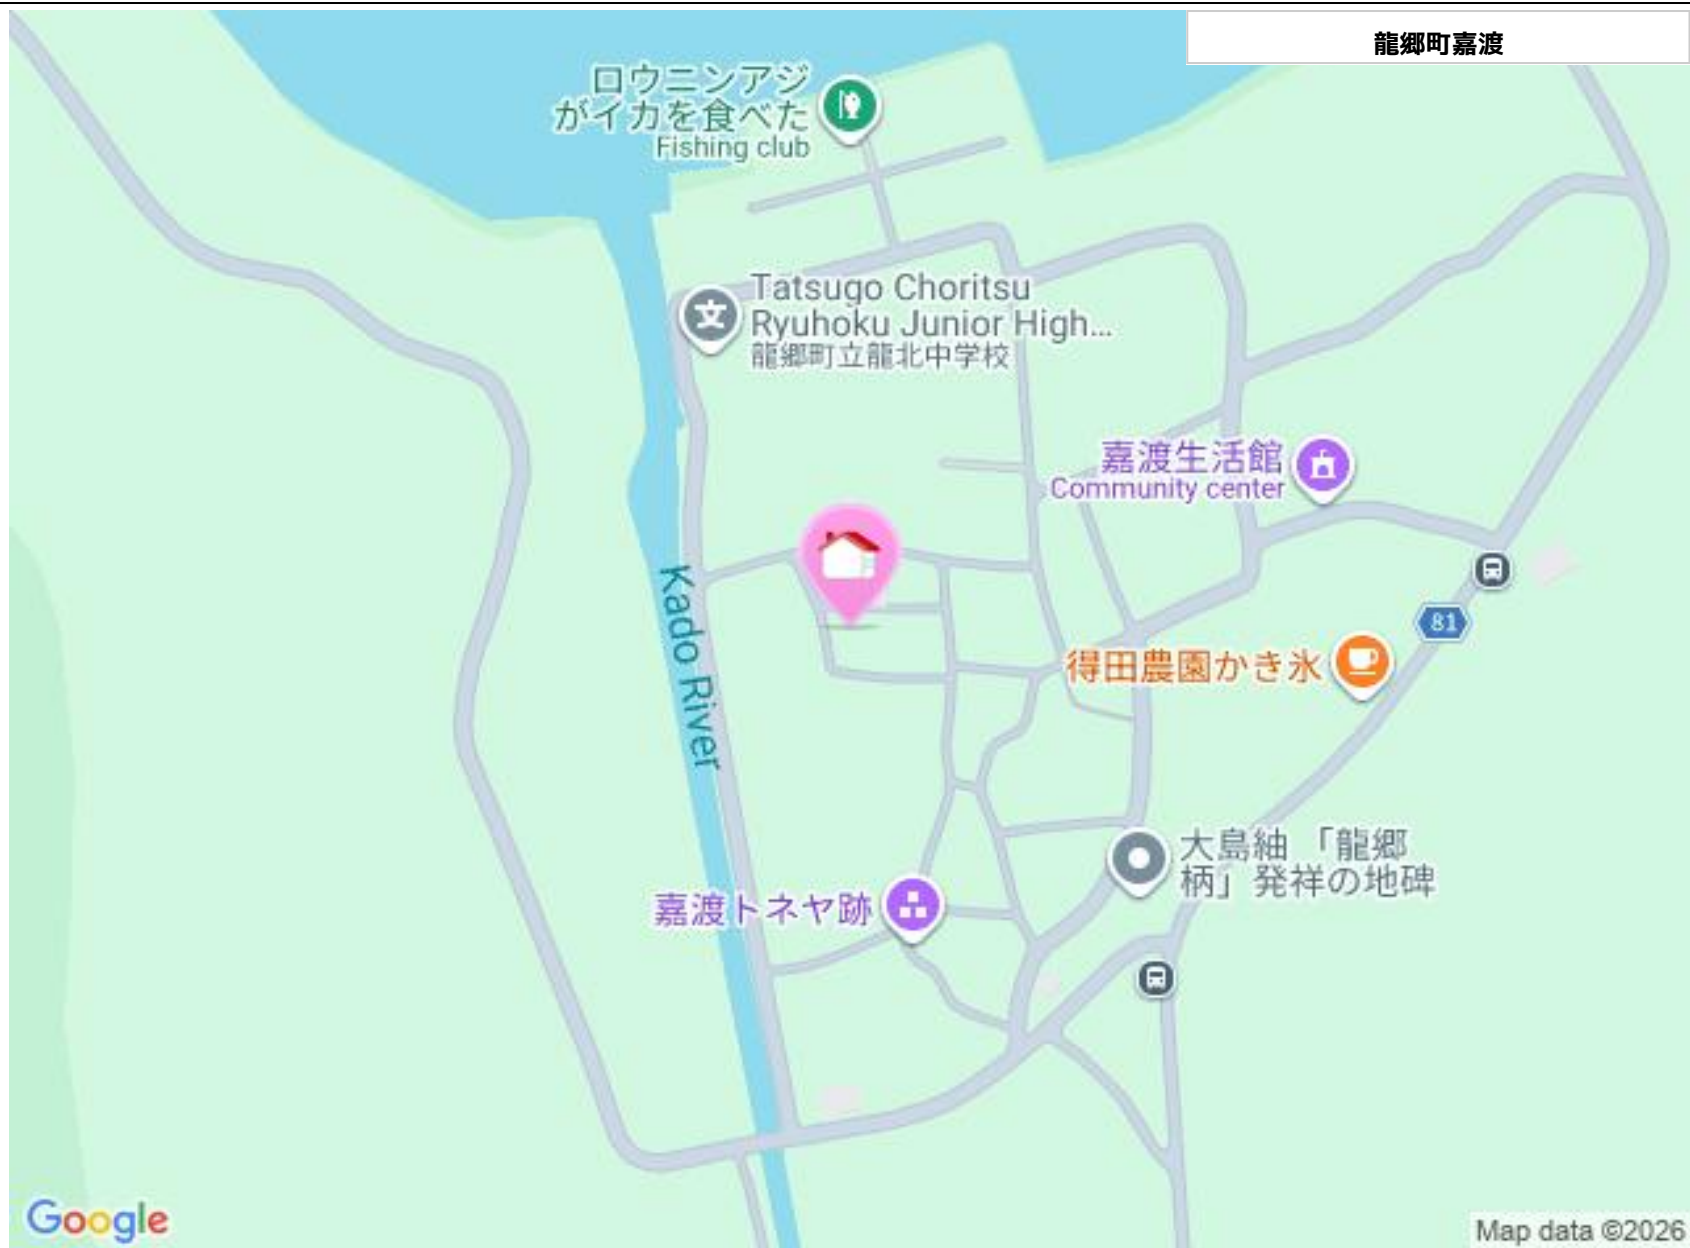 龍郷町嘉渡
ロウニンアジ
がイカを食べた
Fishing club
Tatsugo Choritsu
Ryuhoku Junior High...
龍郷町立龍北中学校
嘉渡生活館
Community center
Kado River
81
得田農園かき氷
大島紬 「龍郷
柄」発祥の地碑
嘉渡トネヤ跡
Google
Map data ©2026